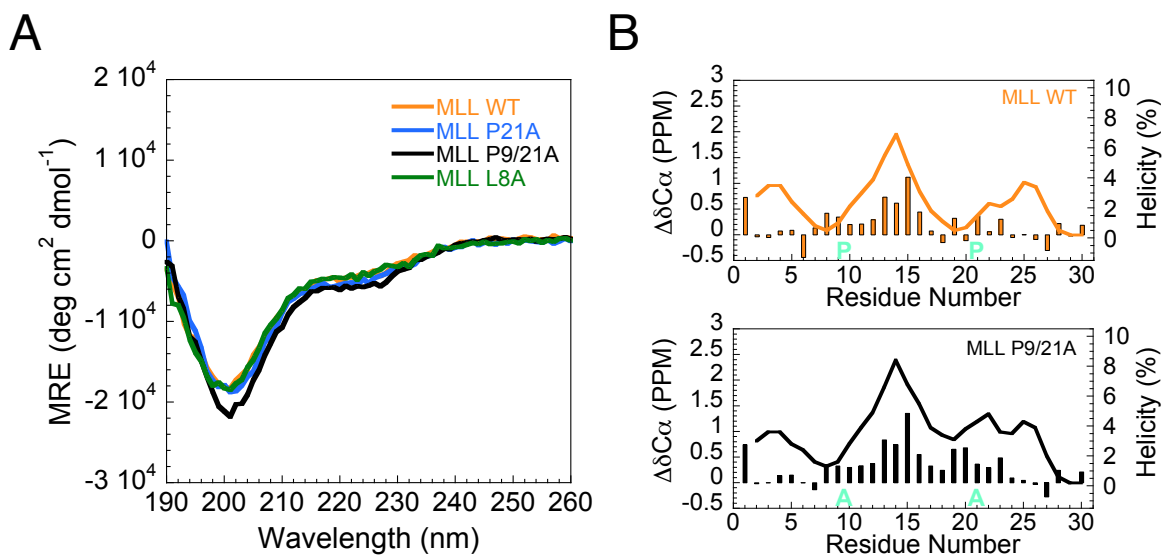 A
2 10⁴
1 10⁴
0
-1 10⁴
-2 10⁴
-3 10⁴
MRE (deg cm² dmol⁻¹)
MLL WT
MLL P21A
MLL P9/21A
MLL L8A
190 200 210 220 230 240 250 260
Wavelength (nm)
B
3
2.5
2
1.5
1
0.5
0
-0.5
ΔδCα (PPM)
MLL WT
P P
10
8
6
4
2
0
Helicity (%)
0 5 10 15 20 25 30
Residue Number
3
2.5
2
1.5
1
0.5
0
-0.5
ΔδCα (PPM)
MLL P9/21A
A A
10
8
6
4
2
0
Helicity (%)
0 5 10 15 20 25 30
Residue Number